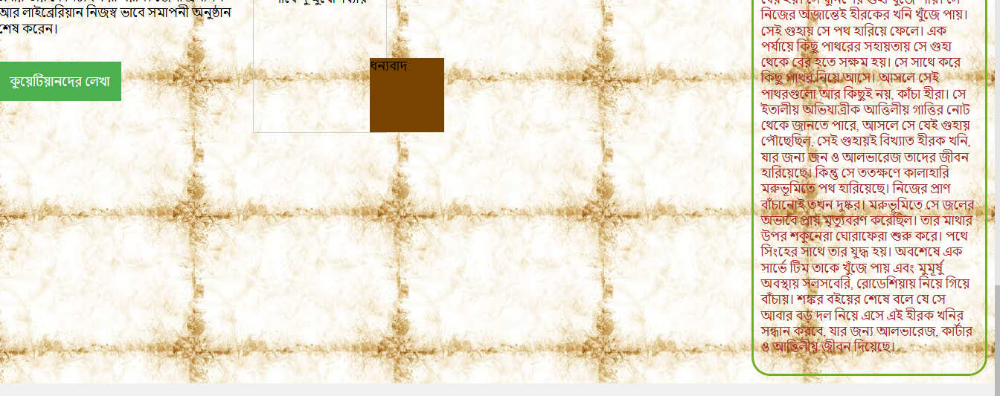 আর লাইব্রেরিয়ান নিজস্ব ভাবে সমাপনী অনুষ্ঠান
শেষ করেন।
কুয়েটিয়ানদের লেখা
ধন্যবাদ
নিজের অজান্তেই হীরকের খনি খুঁজে পায়।
সেই গুহায় সে পথ হারিয়ে ফেলে। এক
পর্যায়ে কিছু পাথরের সহায়তায় সে গুহা
থেকে বের হতে সক্ষম হয়। সে সাথে করে
কিছু পাথর নিয়ে আসে। আসলে সেই
পাথরগুলো আর কিছুই নয়, কাঁচা হীরা। সে
ইতালীয় অভিযাত্রীক আত্তিলীয় গাত্তির নোট
থেকে জানতে পারে, আসলে সে যেই গুহায়
পৌছেছিল, সেই গুহায়ই বিখ্যাত হীরক খনি,
যার জন্য জন ও আলভারেজ তাদের জীবন
হারিয়েছে। কিন্তু সে ততক্ষণে কালাহারি
মরুভূমিতে পথ হারিয়েছে। নিজের প্রাণ
বাঁচানোই তখন দুষ্কর। মরুভূমিতে সে জলের
অভাবে প্রায় মৃত্যুবরণ করেছিল। তার মাথার
উপর শকুনেরা ঘোরাফেরা শুরু করে। পথে
সিংহের সাথে তার যুদ্ধ হয়। অবশেষে এক
সার্ভে টিম তাকে খুঁজে পায় এবং মুমূর্ষু
অবস্থায় সলসবেরি, রোডেশিয়ায় নিয়ে গিয়ে
বাঁচায়। শঙ্কর বইয়ের শেষে বলে যে সে
আবার বড় দল নিয়ে এসে এই হীরক খনির
সন্ধান করবে, যার জন্য আলভারেজ, কার্টার
ও আত্তিলীয় জীবন দিয়েছে।